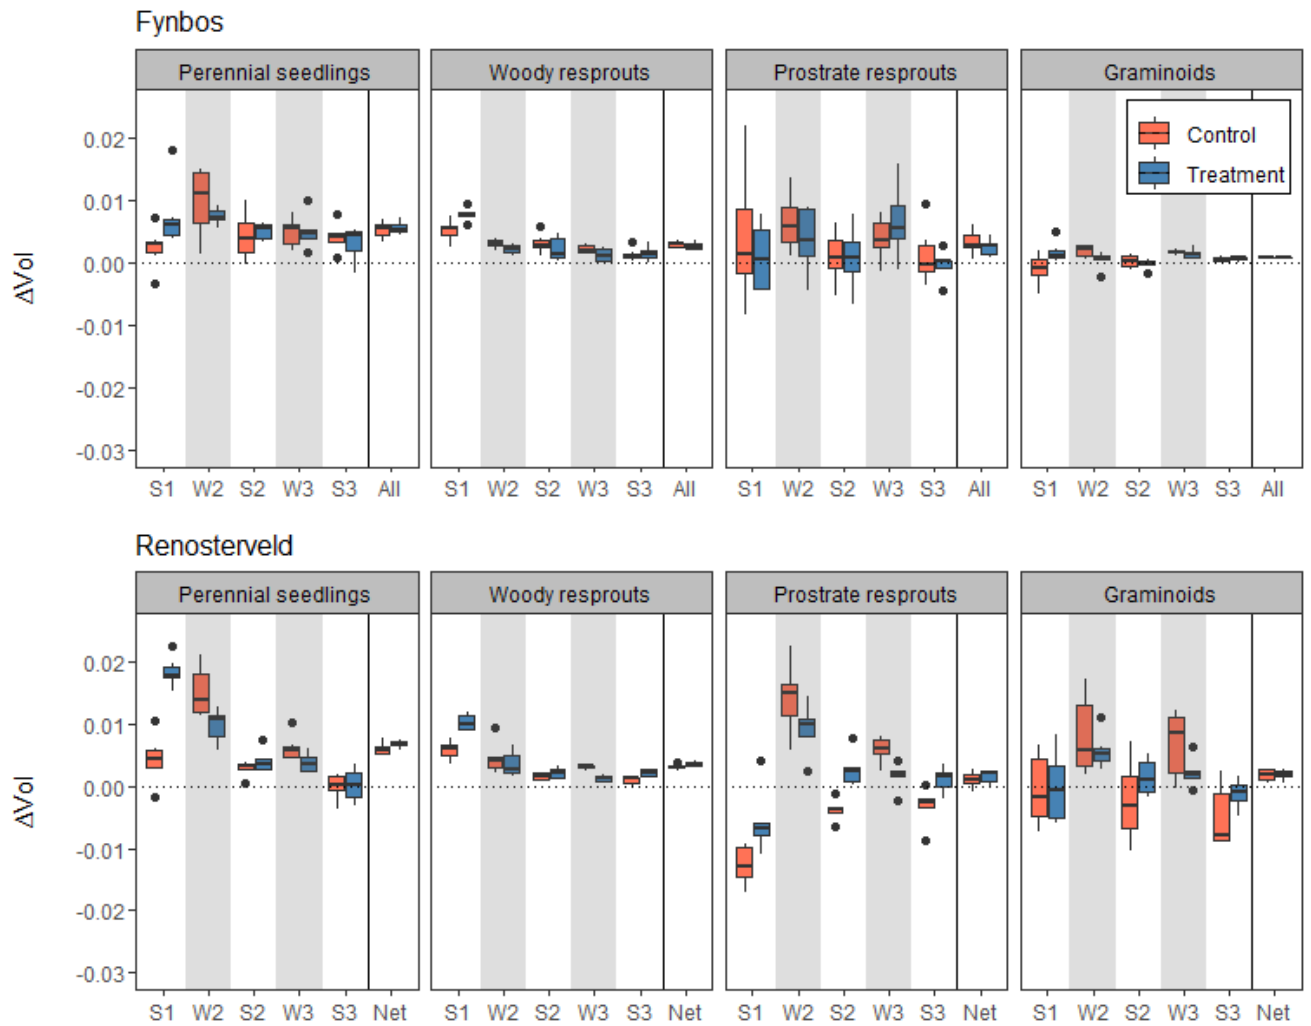 Fynbos
Perennial seedlings Woody resprouts Prostrate resprouts Graminoids
Control
Treatment
0.02
0.01
0.00
-0.01
-0.02
-0.03
ΔVol
S1 W2 S2 W3 S3 All S1 W2 S2 W3 S3 All S1 W2 S2 W3 S3 All S1 W2 S2 W3 S3 All
Renosterveld
Perennial seedlings Woody resprouts Prostrate resprouts Graminoids
0.02
0.01
0.00
-0.01
-0.02
-0.03
ΔVol
S1 W2 S2 W3 S3 Net S1 W2 S2 W3 S3 Net S1 W2 S2 W3 S3 Net S1 W2 S2 W3 S3 Net